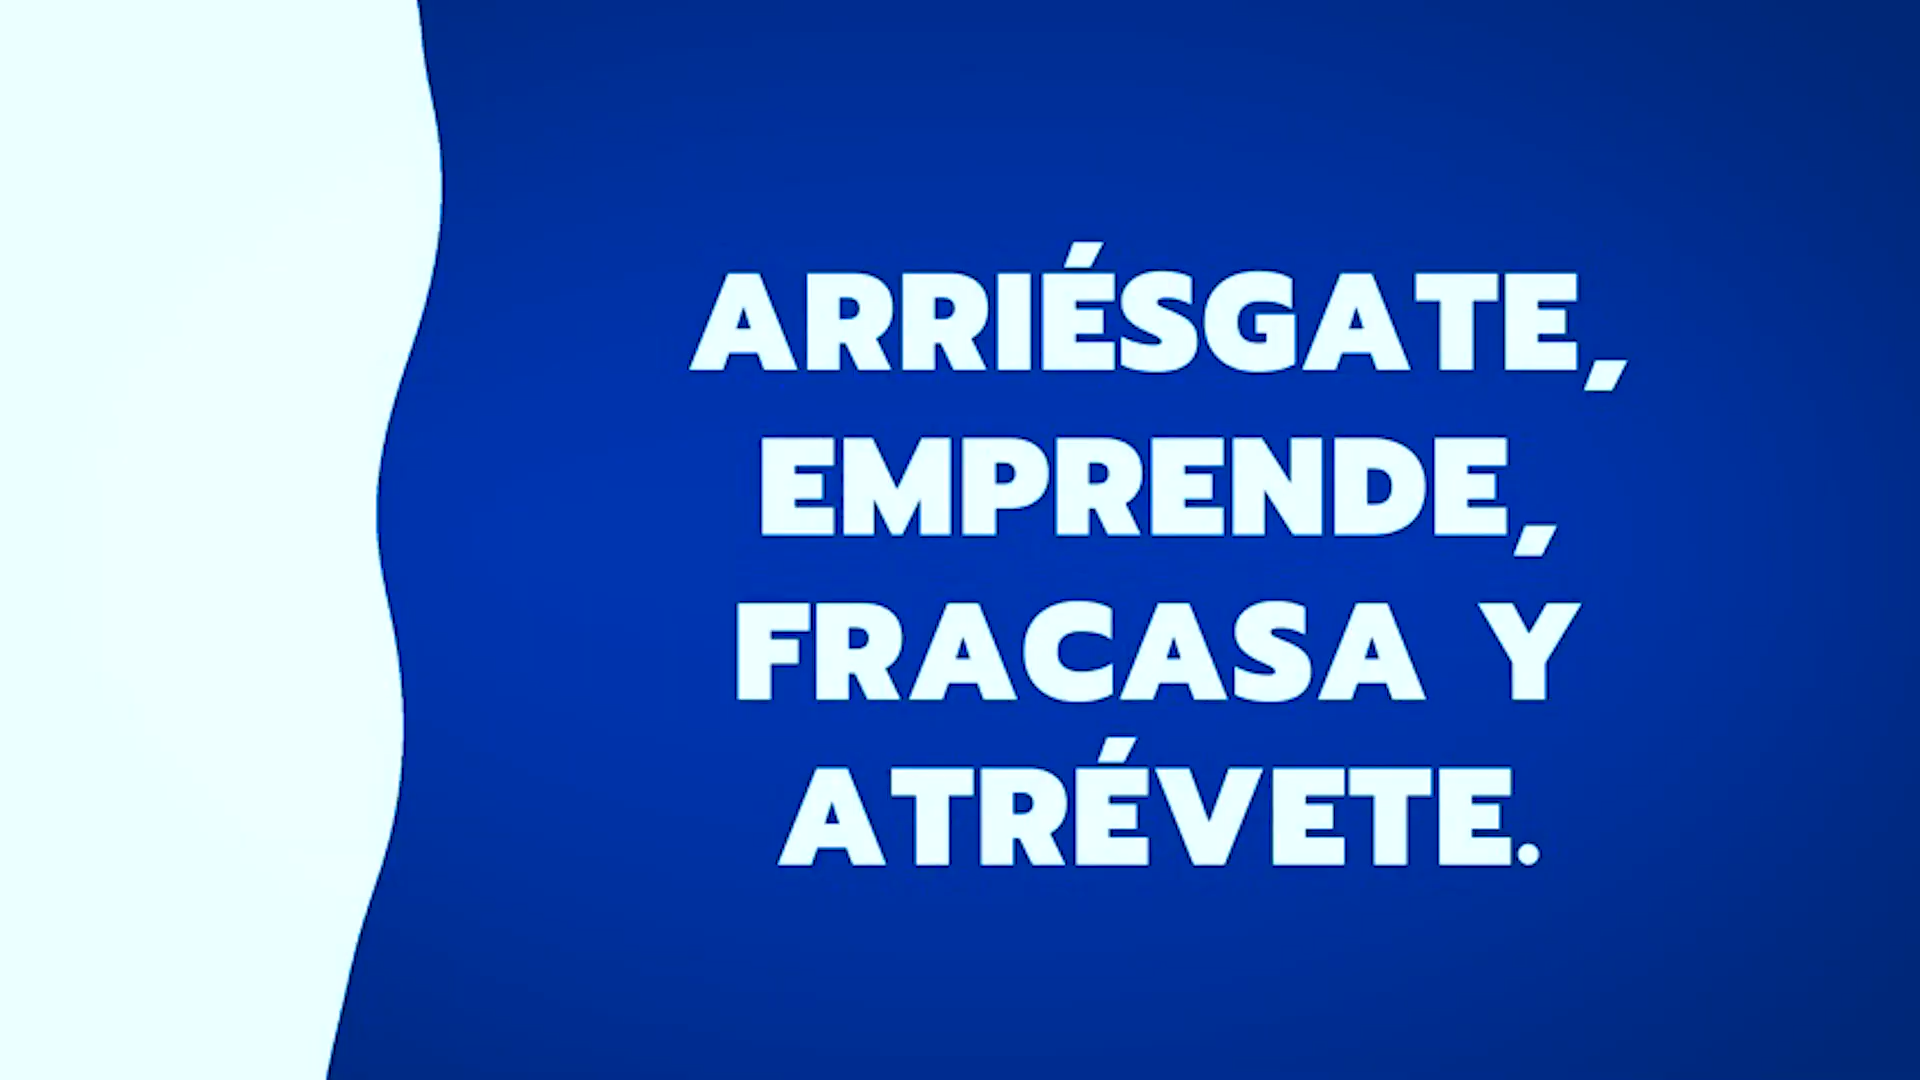 ARRIÉSGATE,
EMPRENDE,
FRACASA Y
ATRÉVETE.